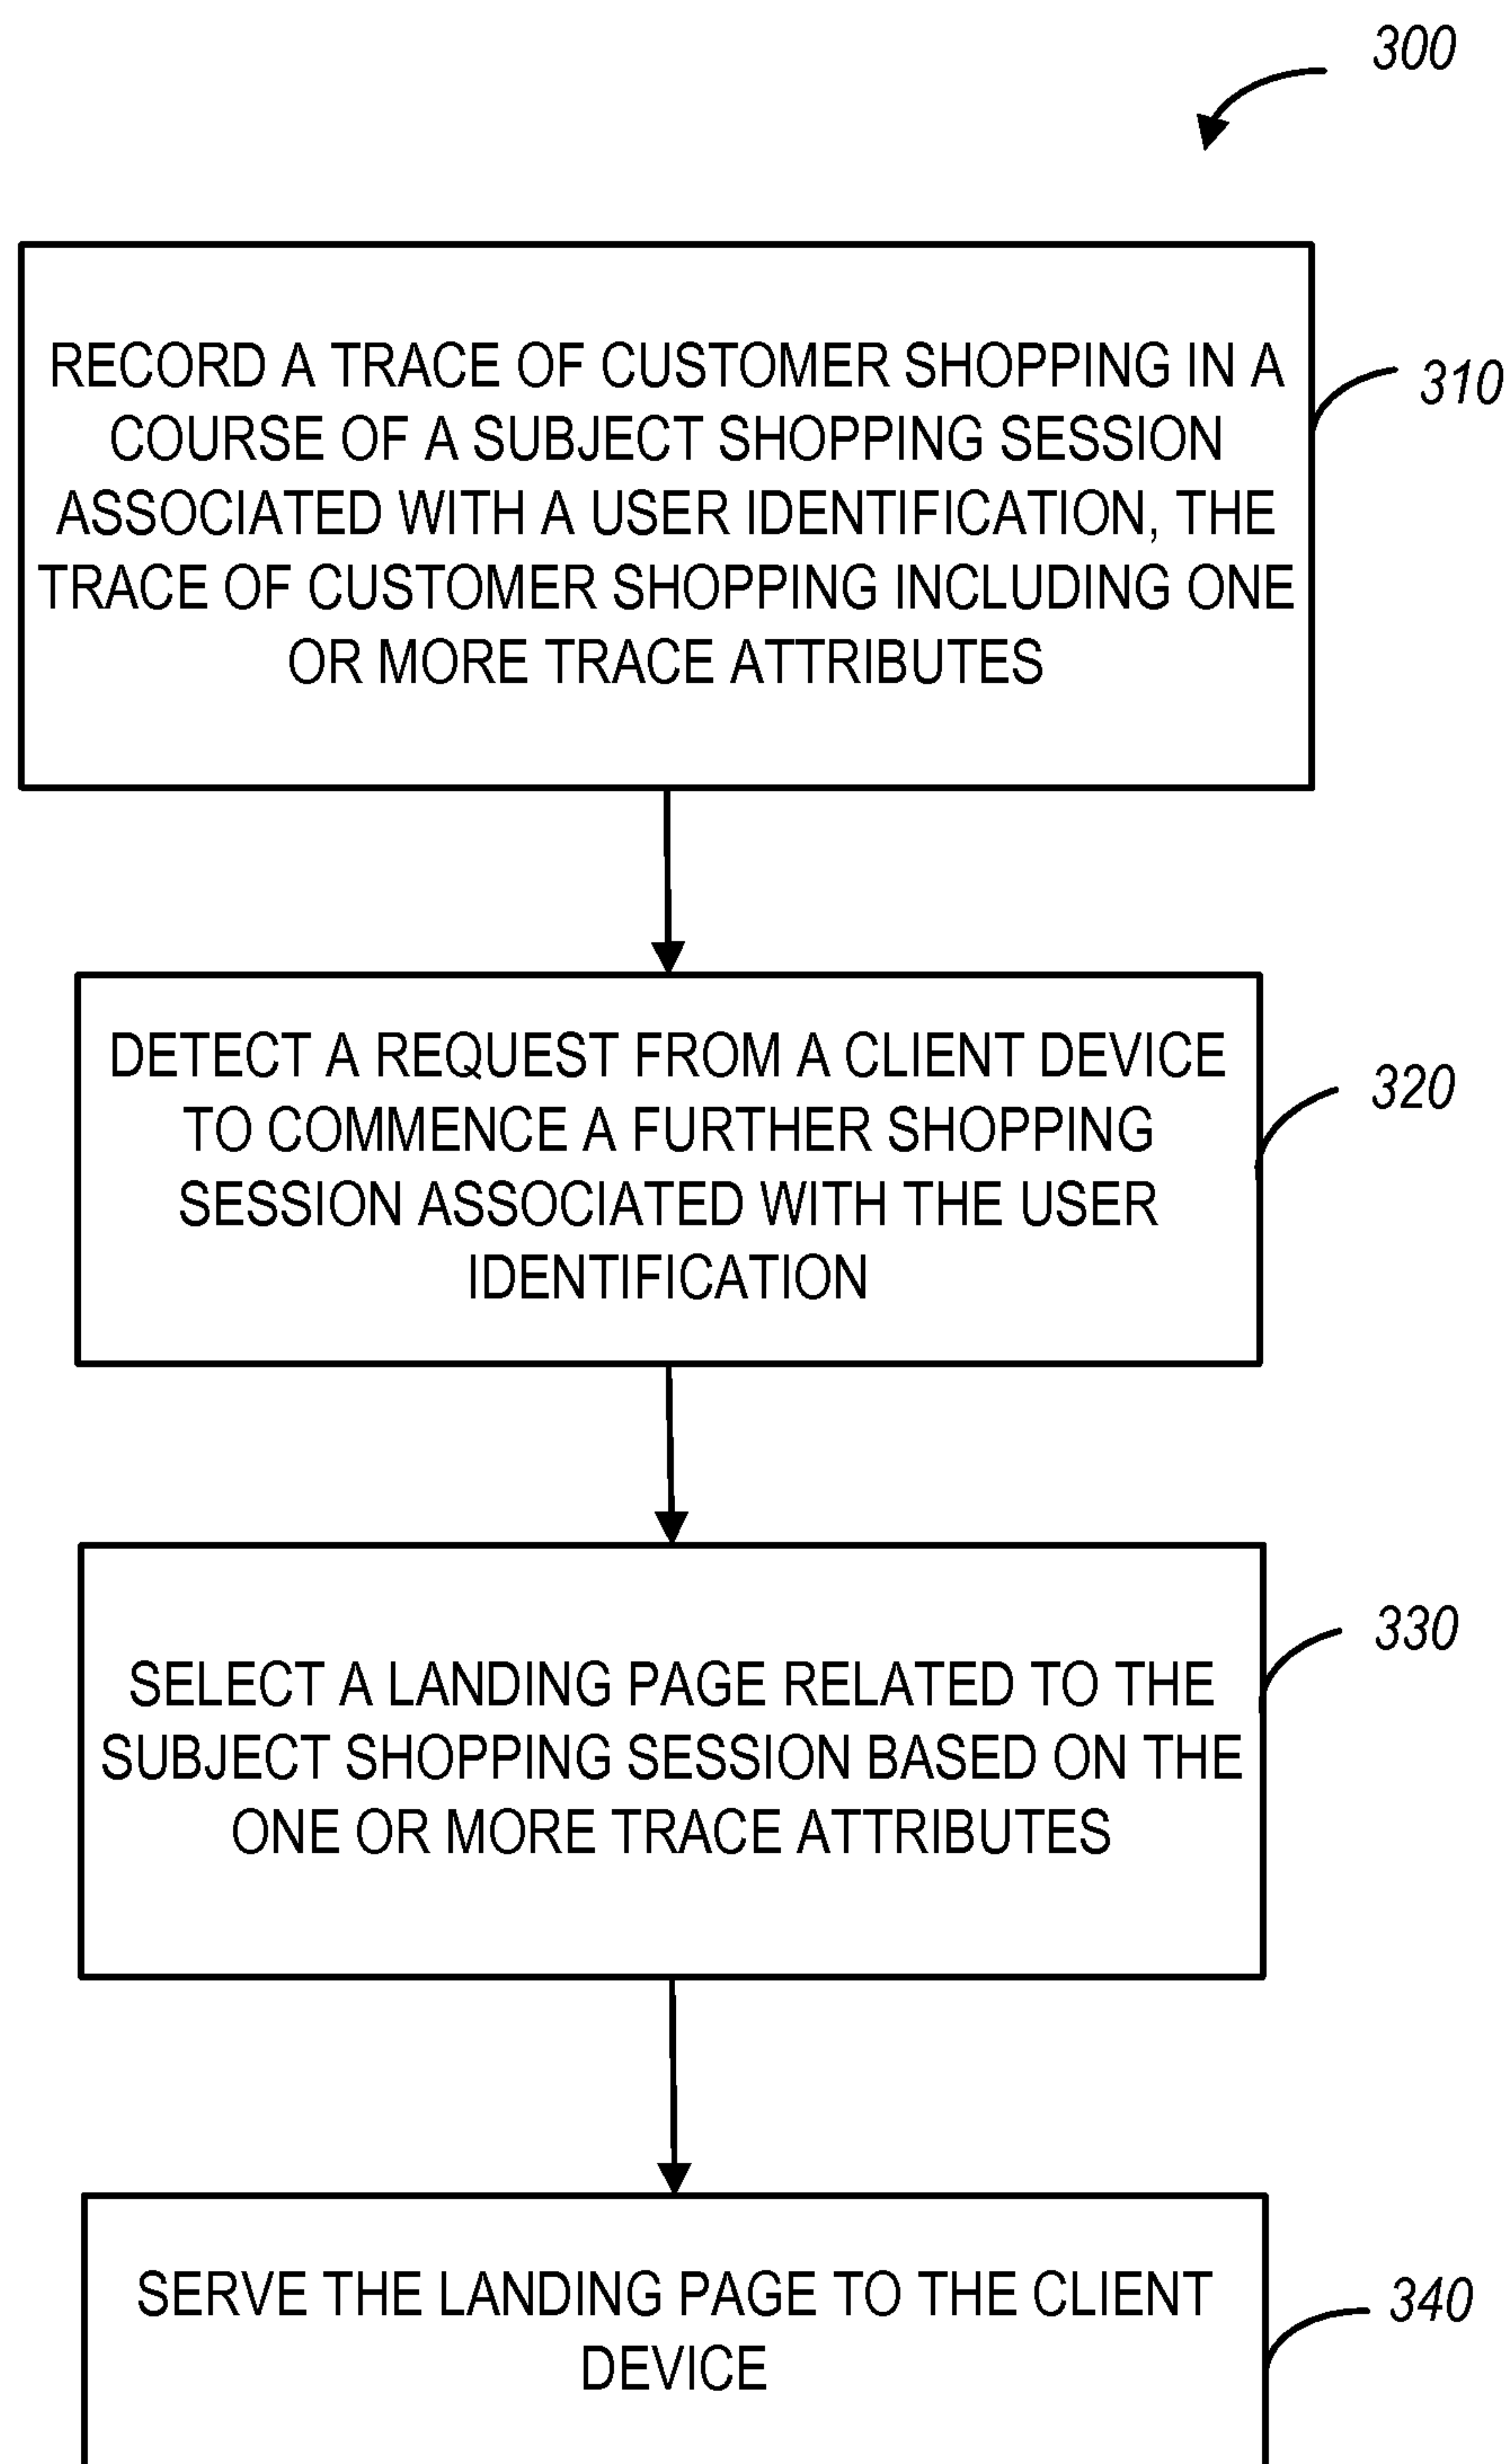 300
RECORD A TRACE OF CUSTOMER SHOPPING IN A
COURSE OF A SUBJECT SHOPPING SESSION
ASSOCIATED WITH A USER IDENTIFICATION, THE
TRACE OF CUSTOMER SHOPPING INCLUDING ONE
OR MORE TRACE ATTRIBUTES
310
DETECT A REQUEST FROM A CLIENT DEVICE
TO COMMENCE A FURTHER SHOPPING
SESSION ASSOCIATED WITH THE USER
IDENTIFICATION
320
SELECT A LANDING PAGE RELATED TO THE
SUBJECT SHOPPING SESSION BASED ON THE
ONE OR MORE TRACE ATTRIBUTES
330
SERVE THE LANDING PAGE TO THE CLIENT
DEVICE
340